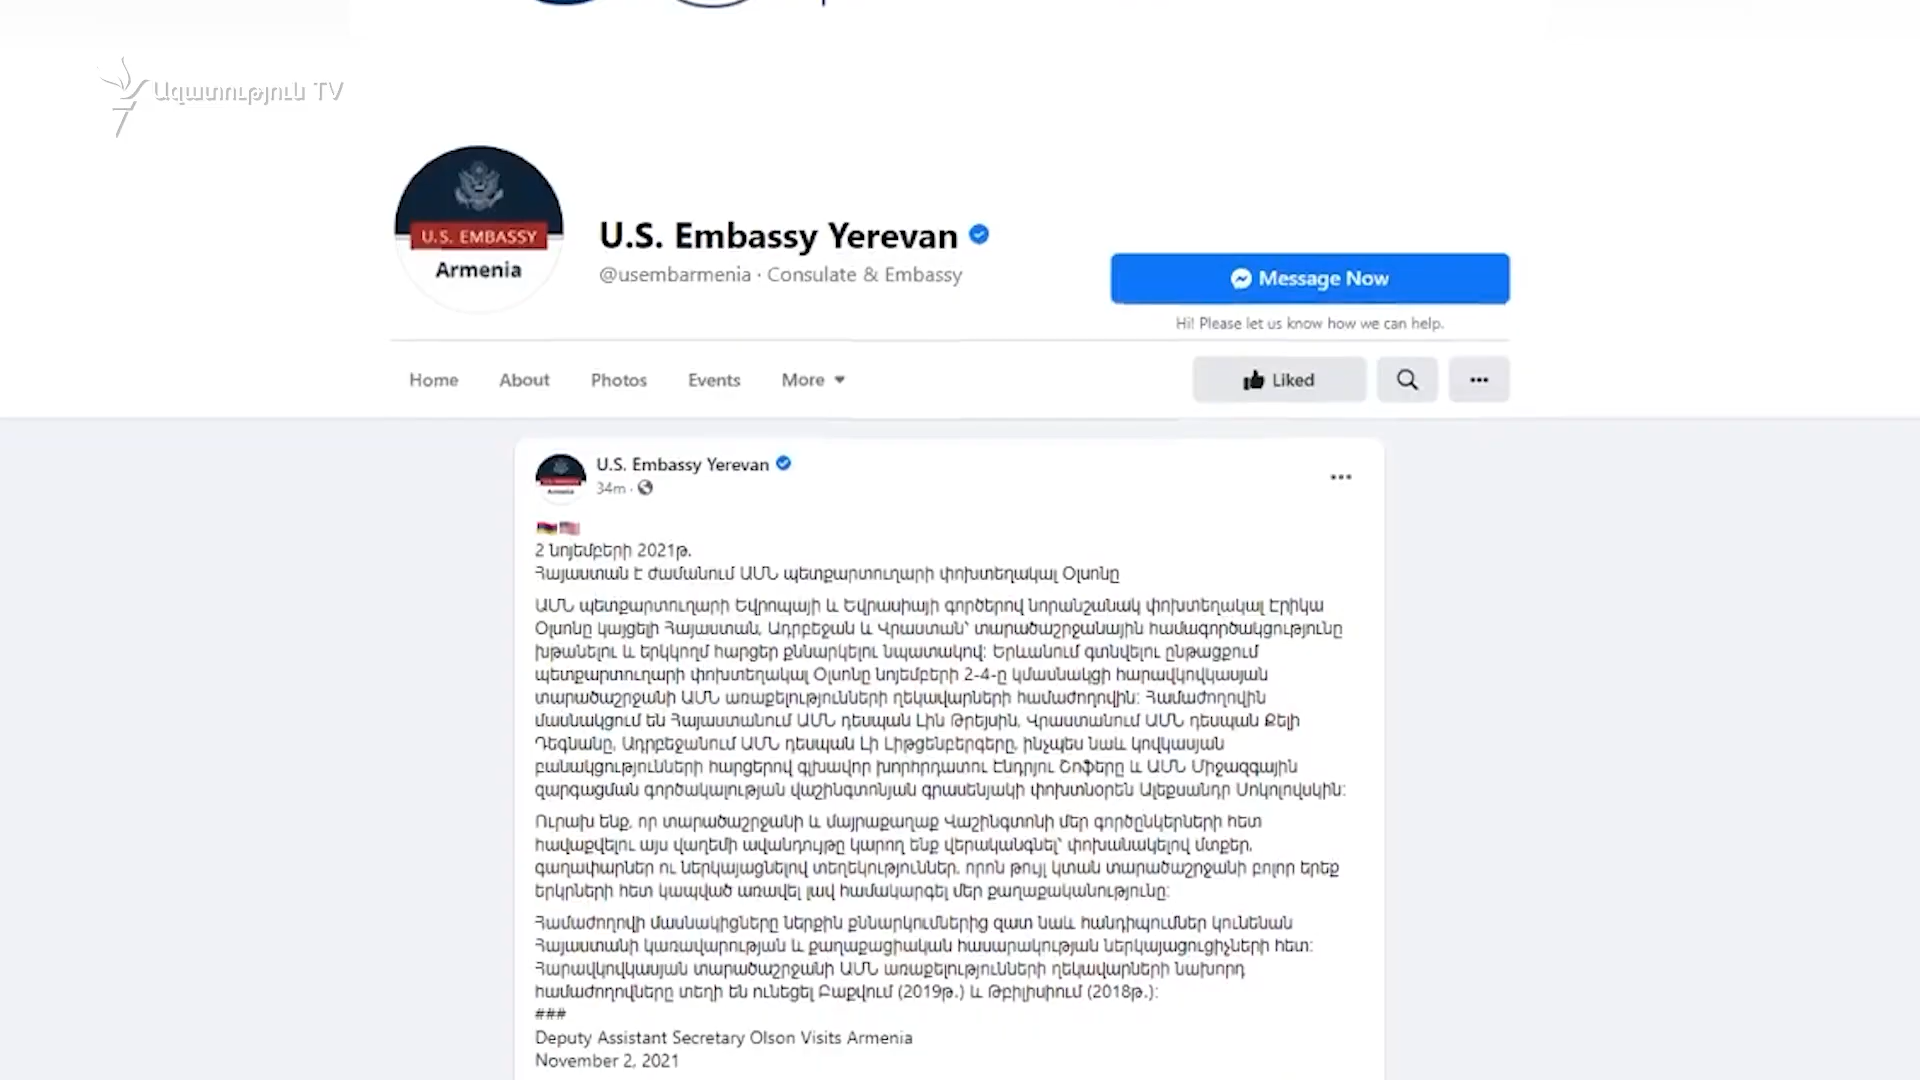 Ազատություն TV
U.S. EMBASSY
Armenia
U.S. Embassy Yerevan
@usembarmenia · Consulate & Embassy
Message Now
Hi! Please let us know how we can help.
Home About Photos Events More
Liked
U.S. Embassy Yerevan
34m ·
2 նոյեմբերի 2021թ.
Հայաստան է ժամանում ԱՄՆ պետքարտուղարի փոխտեղակալ Օլսոնը
ԱՄՆ պետքարտուղարի Եվրոպայի և Եվրասիայի գործերով նորանշանակ փոխտեղակալ Էրիկա
Օլսոնը կայցելի Հայաստան, Ադրբեջան և Վրաստան՝ տարածաշրջանային համագործակցությունը
խթանելու և երկկողմ հարցեր քննարկելու նպատակով: Երևանում գտնվելու ընթացքում
պետքարտուղարի փոխտեղակալ Օլսոնը նոյեմբերի 2-4-ը կմասնակցի հարավկովկասյան
տարածաշրջանի ԱՄՆ առաքելությունների ղեկավարների համաժողովին: Համաժողովին
մասնակցում են Հայաստանում ԱՄՆ դեսպան Լին Թրեյսին, Վրաստանում ԱՄՆ դեսպան Քելի
Դեգնանը, Ադրբեջանում ԱՄՆ դեսպան Լի Լիթցենբերգերը, ինչպես նաև կովկասյան
բանակցությունների հարցերով գլխավոր խորհրդատու Էնդրյու Շոֆերը և ԱՄՆ Միջազգային
զարգացման գործակալության վաշինգտոնյան գրասենյակի փոխտնօրեն Ալեքսանդր Սոկոլովսկին:
Ուրախ ենք, որ տարածաշրջանի և մայրաքաղաք Վաշինգտոնի մեր գործընկերների հետ
հավաքվելու այս վաղեմի ավանդույթը կարող ենք վերականգնել՝ փոխանակելով մտքեր,
գաղափարներ ու ներկայացնելով տեղեկություններ, որոն թույլ կտան տարածաշրջանի բոլոր երեք
երկրների հետ կապված առավել լավ համակարգել մեր քաղաքականությունը:
Համաժողովի մասնակիցները ներքին քննարկումներից զատ նաև հանդիպումներ կունենան
Հայաստանի կառավարության և քաղաքացիական հասարակության ներկայացուցիչների հետ:
Հարավկովկասյան տարածաշրջանի ԱՄՆ առաքելությունների ղեկավարների նախորդ
համաժողովները տեղի են ունեցել Բաքվում (2019թ.) և Թբիլիսիում (2018թ.):
###
Deputy Assistant Secretary Olson Visits Armenia
November 2, 2021